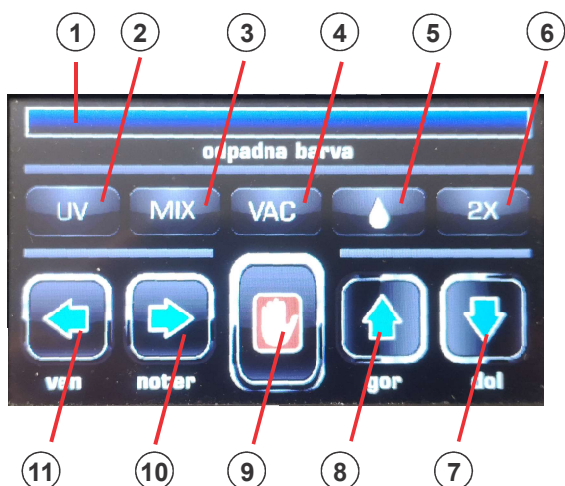 1 2 3 4 5 6
odpadna barva
UV MIX VAC 2X
ven noter gor dol
11 10 9 8 7